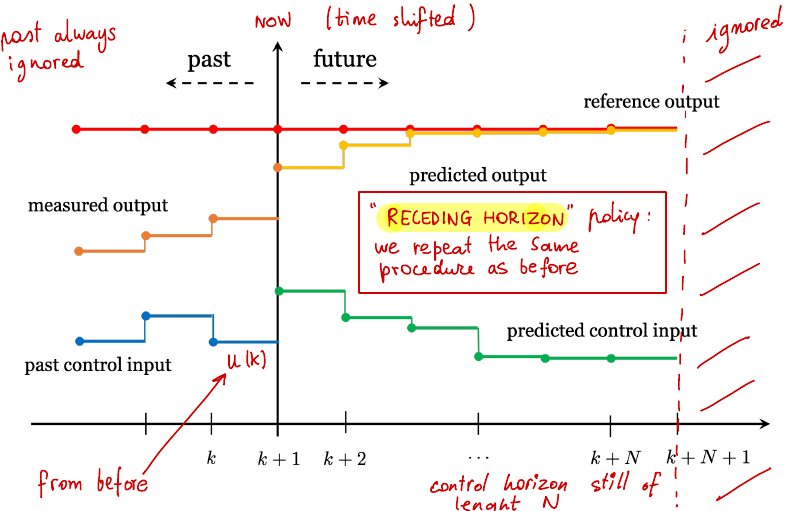 NOW (time shifted)
past always
ignored
ignored
past
future
reference output
predicted output
measured output
"RECEDING HORIZON" policy:
we repeat the same
procedure as before
predicted control input
past control input
u(k)
k
k + 1
k + 2
...
k + N
k + N + 1
from before
control horizon still of
lenght N